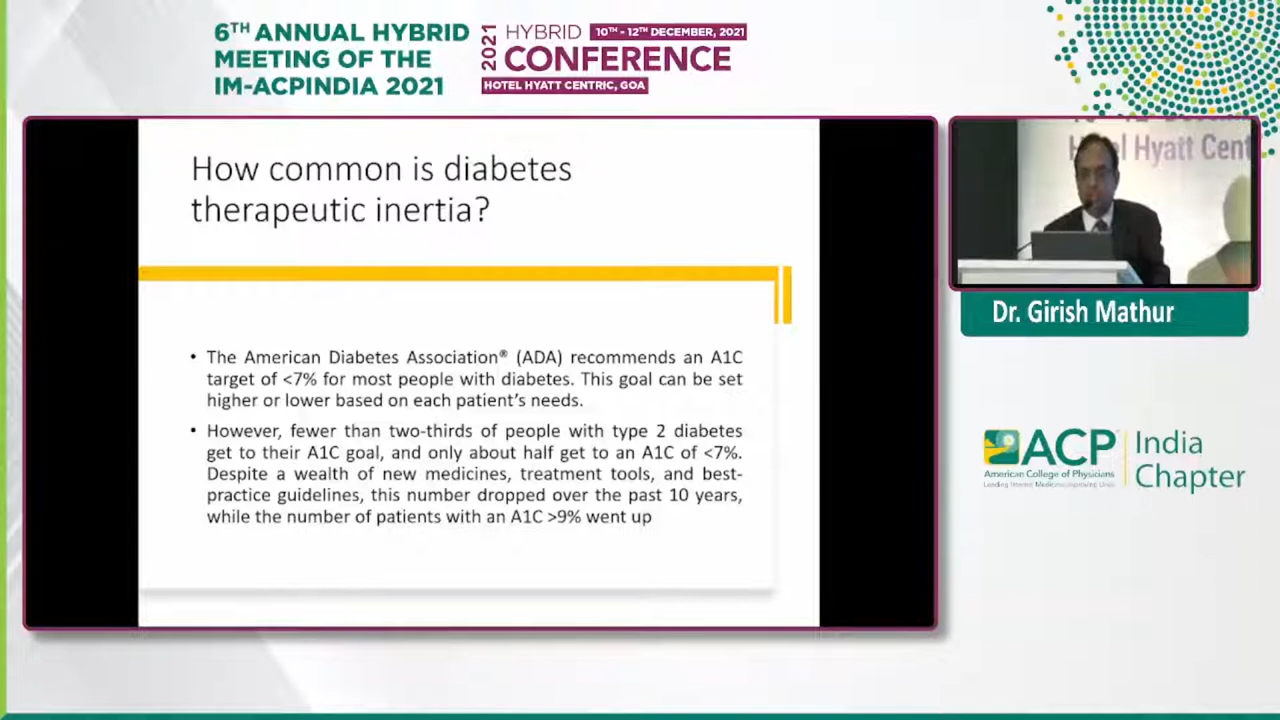 6TH ANNUAL HYBRID
MEETING OF THE
IM-ACPINDIA 2021
2021
HYBRID 10TH - 12TH DECEMBER, 2021
CONFERENCE
HOTEL HYATT CENTRIC, GOA
How common is diabetes
therapeutic inertia?
• The American Diabetes Association® (ADA) recommends an A1C
target of <7% for most people with diabetes. This goal can be set
higher or lower based on each patient's needs.
• However, fewer than two-thirds of people with type 2 diabetes
get to their A1C goal, and only about half get to an A1C of <7%.
Despite a wealth of new medicines, treatment tools, and best-
practice guidelines, this number dropped over the past 10 years,
while the number of patients with an A1C >9% went up
Hyatt Cent
Dr. Girish Mathur
ACP
American College of Physicians
Leading Internal Medicine, Improving Lives
India
Chapter